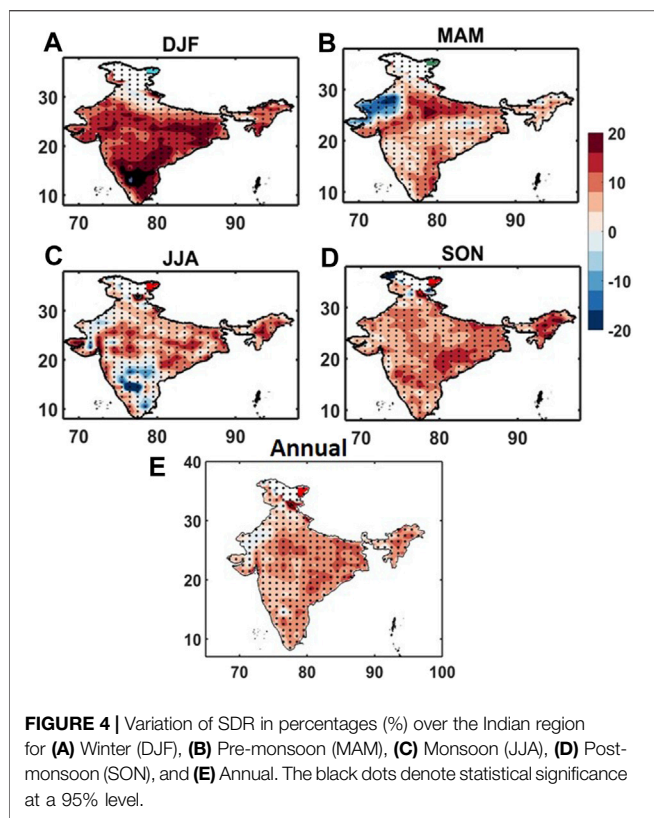 A
DJF
30
20
10
70
80
90
B
MAM
30
20
10
70
80
90
20
10
0
-10
-20
C
JJA
30
20
10
70
80
90
D
SON
30
20
10
70
80
90
E
Annual
40
30
20
10
70
80
90
100
FIGURE 4 | Variation of SDR in percentages (%) over the Indian region
for (A) Winter (DJF), (B) Pre-monsoon (MAM), (C) Monsoon (JJA), (D) Post-
monsoon (SON), and (E) Annual. The black dots denote statistical significance
at a 95% level.